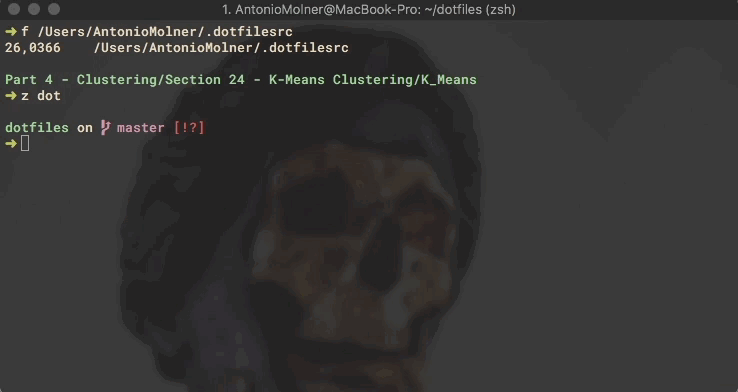 1. AntonioMolner@MacBook-Pro: ~/dotfiles (zsh)
➜ f /Users/AntonioMolner/.dotfilesrc
26,0366    /Users/AntonioMolner/.dotfilesrc
Part 4 - Clustering/Section 24 - K-Means Clustering/K_Means
➜ z dot
dotfiles on master [!?]
➜